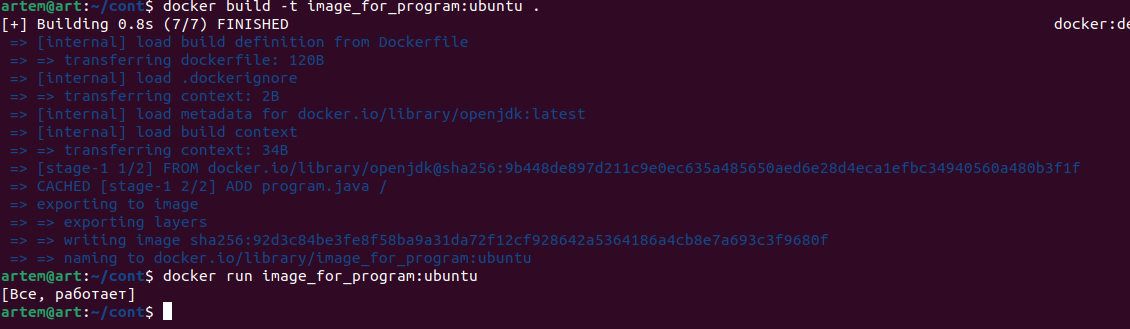 artem@art:~/cont$ docker build -t image_for_program:ubuntu .
[+] Building 0.8s (7/7) FINISHED docker:de
=> [internal] load build definition from Dockerfile
=> => transferring dockerfile: 120B
=> [internal] load .dockerignore
=> => transferring context: 2B
=> [internal] load metadata for docker.io/library/openjdk:latest
=> [internal] load build context
=> => transferring context: 34B
=> [stage-1 1/2] FROM docker.io/library/openjdk@sha256:9b448de897d211c9e0ec635a485650aed6e28d4eca1efbc34940560a480b3f1f
=> CACHED [stage-1 2/2] ADD program.java /
=> exporting to image
=> => exporting layers
=> => writing image sha256:92d3c84be3fe8f58ba9a31da72f12cf928642a5364186a4cb8e7a693c3f9680f
=> => naming to docker.io/library/image_for_program:ubuntu
artem@art:~/cont$ docker run image_for_program:ubuntu
[Все, работает]
artem@art:~/cont$